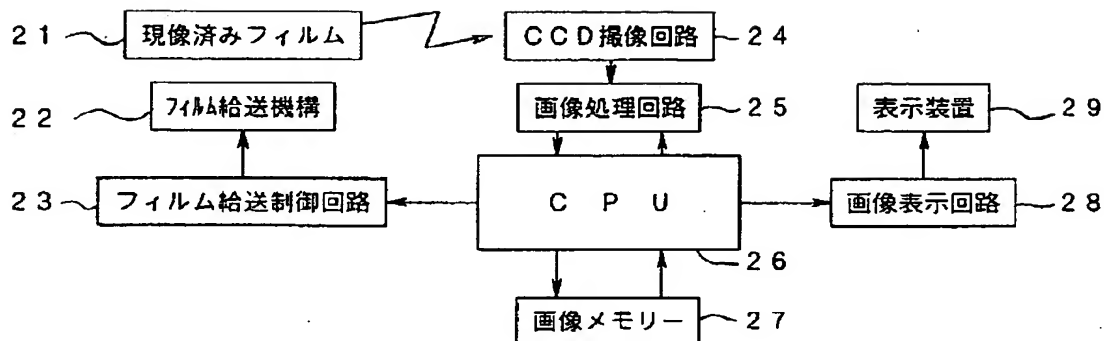 21 現像済みフィルム CCD撮像回路 24
22 フィルム給送機構 画像処理回路 25 表示装置 29
23 フィルム給送制御回路 CPU 画像表示回路 28
26
画像メモリー 27